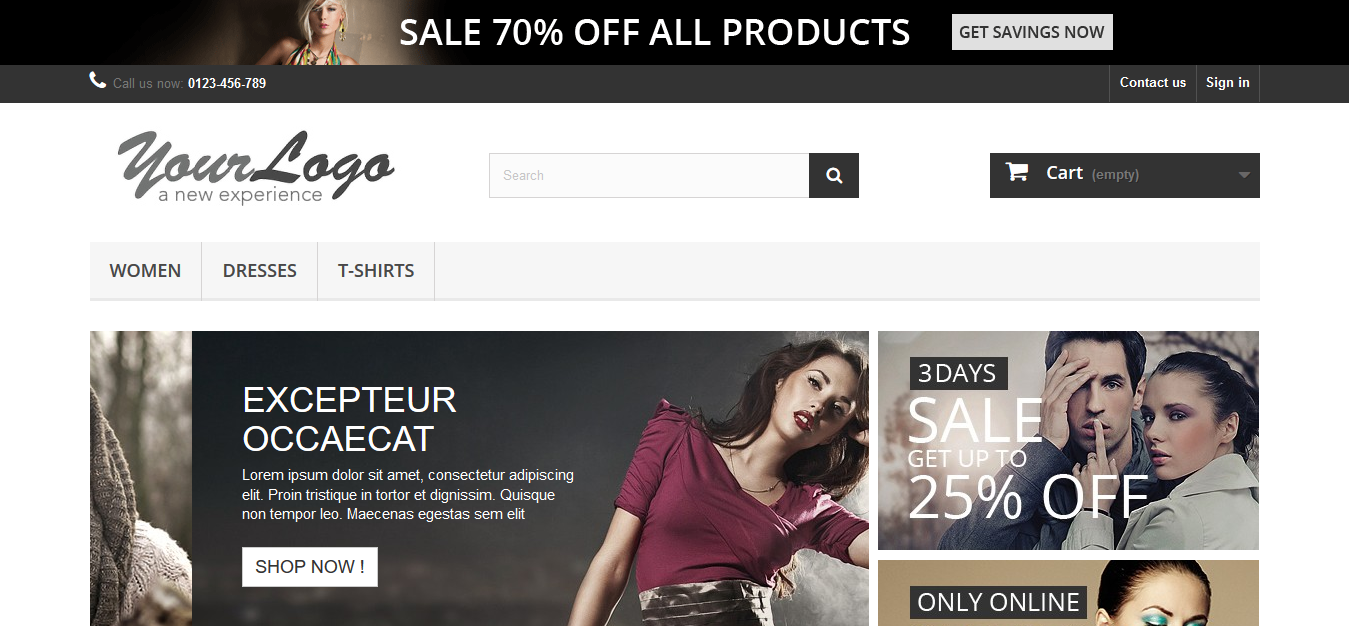 SALE 70% OFF ALL PRODUCTS
GET SAVINGS NOW
Call us now: 0123-456-789
Contact us
Sign in
YourLogo
a new experience
Search
Cart (empty)
WOMEN
DRESSES
T-SHIRTS
EXCEPTEUR
OCCAECAT
Lorem ipsum dolor sit amet, consectetur adipiscing
elit. Proin tristique in tortor et dignissim. Quisque
non tempor leo. Maecenas egestas sem elit
SHOP NOW !
3 DAYS
SALE
GET UP TO
25% OFF
ONLY ONLINE